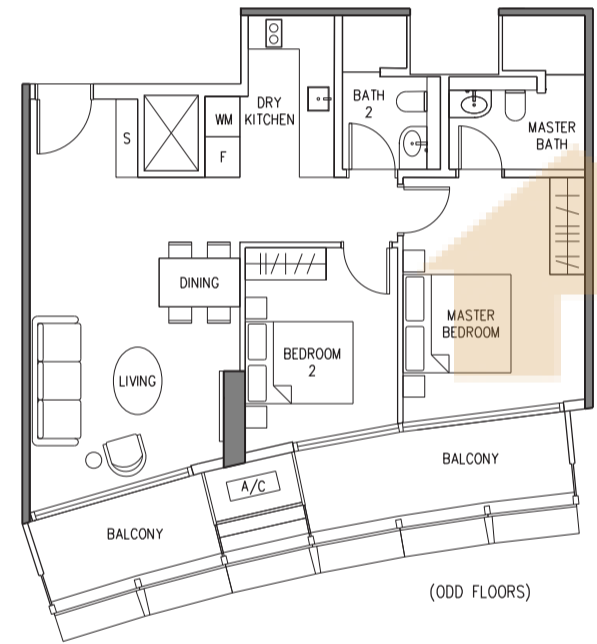 DRY
KITCHEN
BATH
2
WM
S
F
MASTER
BATH
DINING
MASTER
BEDROOM
BEDROOM
2
LIVING
BALCONY
A/C
BALCONY
(ODD FLOORS)